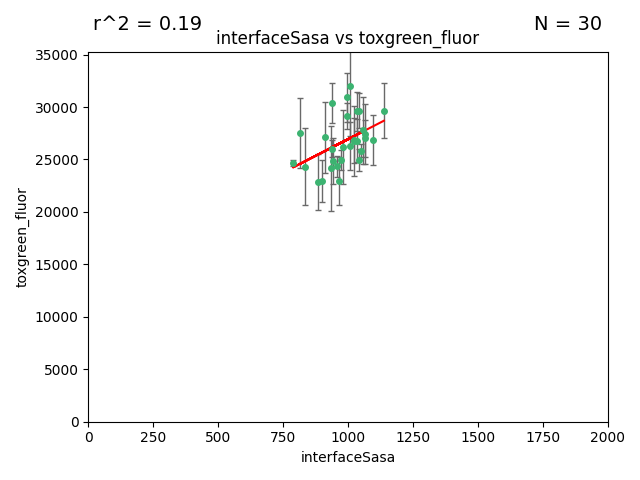 r^2 = 0.19
N = 30
interfaceSasa vs toxgreen_fluor
35000
30000
25000
20000
15000
10000
5000
0
toxgreen_fluor
0 250 500 750 1000 1250 1500 1750 2000
interfaceSasa